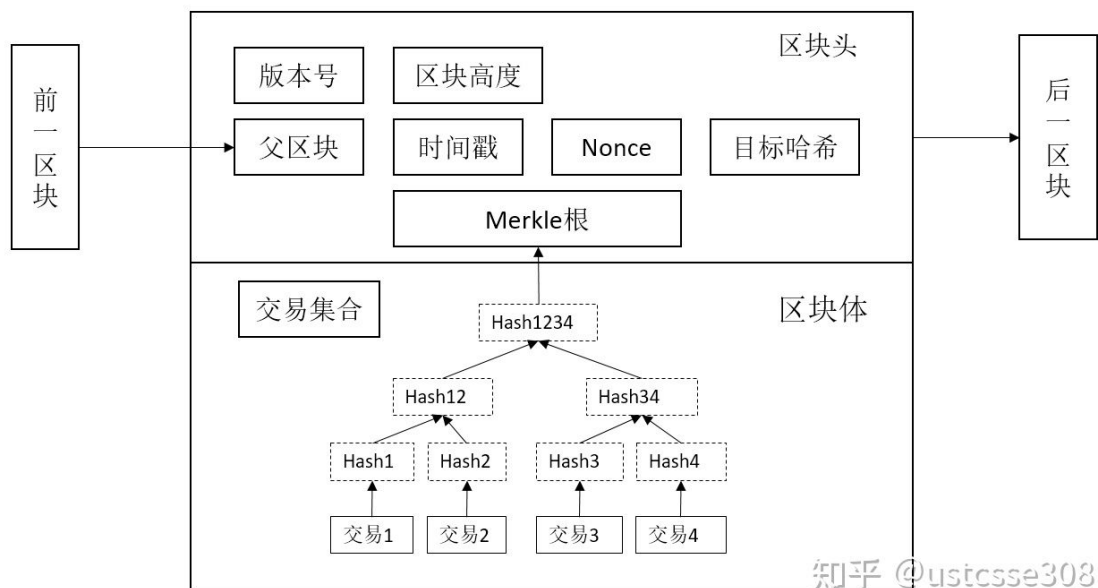 前一区块
区块头
版本号
区块高度
父区块
时间戳
Nonce
目标哈希
Merkle根
后一区块
交易集合
区块体
Hash1234
Hash12
Hash34
Hash1
Hash2
Hash3
Hash4
交易1
交易2
交易3
交易4
知乎 @ustcsse308